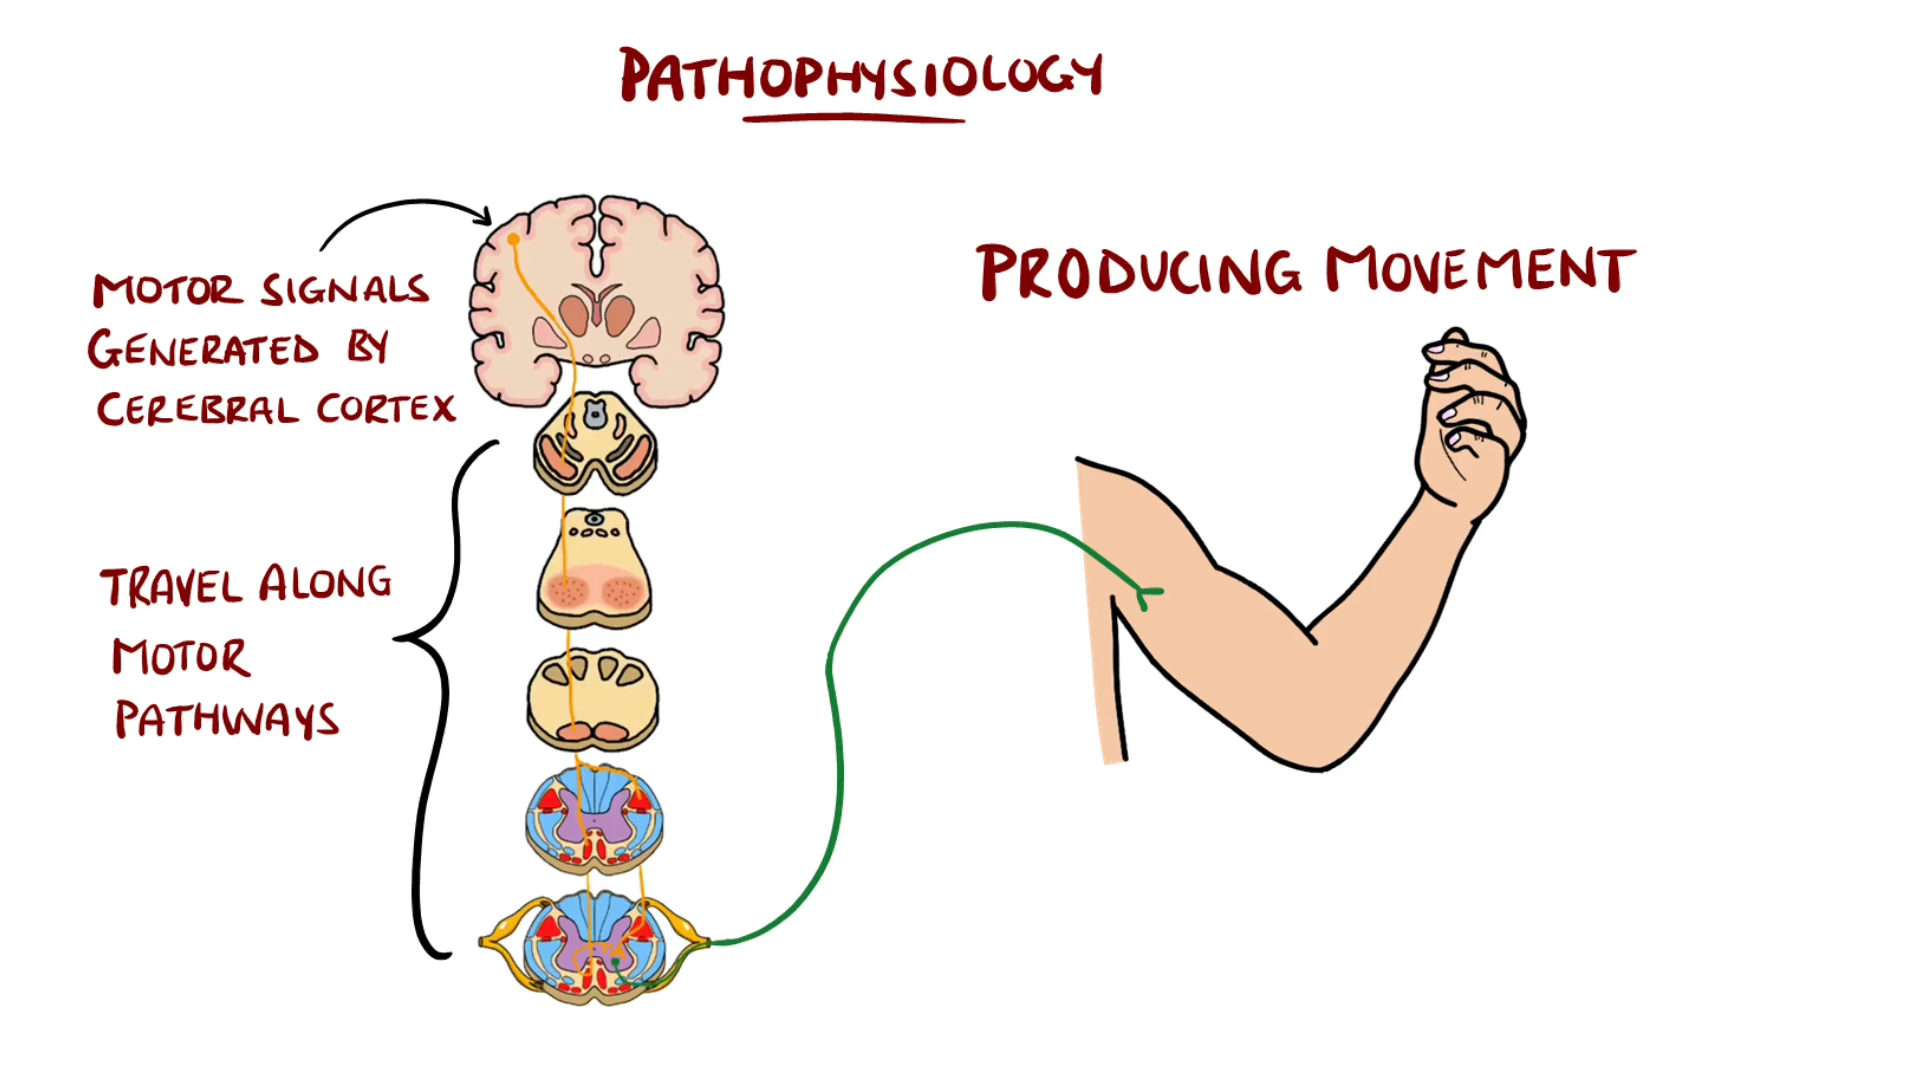 PATHOPHYSIOLOGY
MOTOR SIGNALS
GENERATED BY
CEREBRAL CORTEX
TRAVEL ALONG
MOTOR
PATHWAYS
PRODUCING MOVEMENT